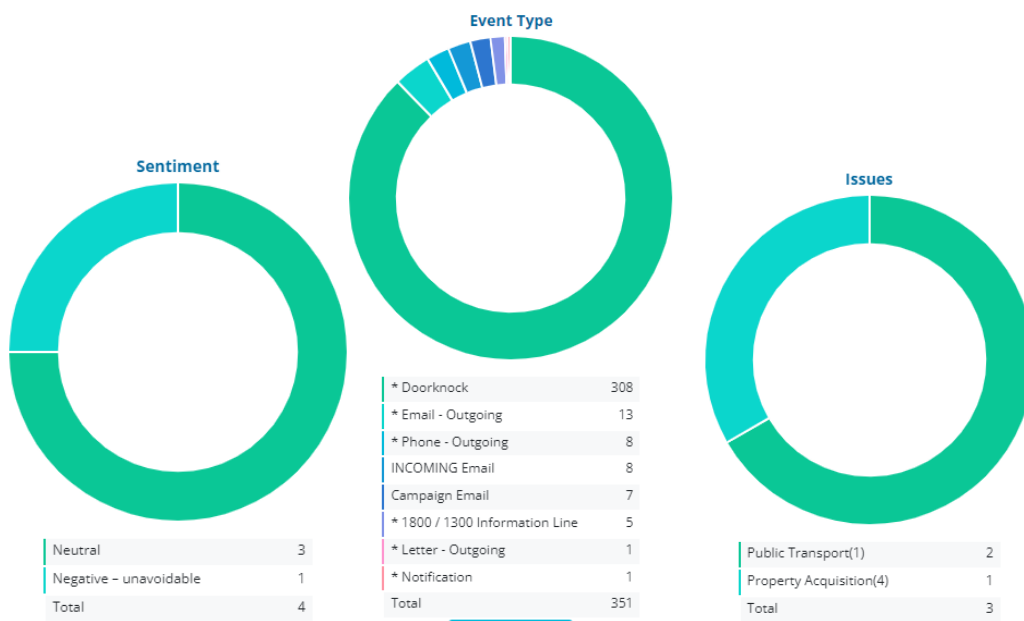 Event Type
* Doorknock 308
* Email - Outgoing 13
* Phone - Outgoing 8
INCOMING Email 8
Campaign Email 7
* 1800 / 1300 Information Line 5
* Letter - Outgoing 1
* Notification 1
Total 351
Sentiment
Neutral 3
Negative – unavoidable 1
Total 4
Issues
Public Transport(1) 2
Property Acquisition(4) 1
Total 3